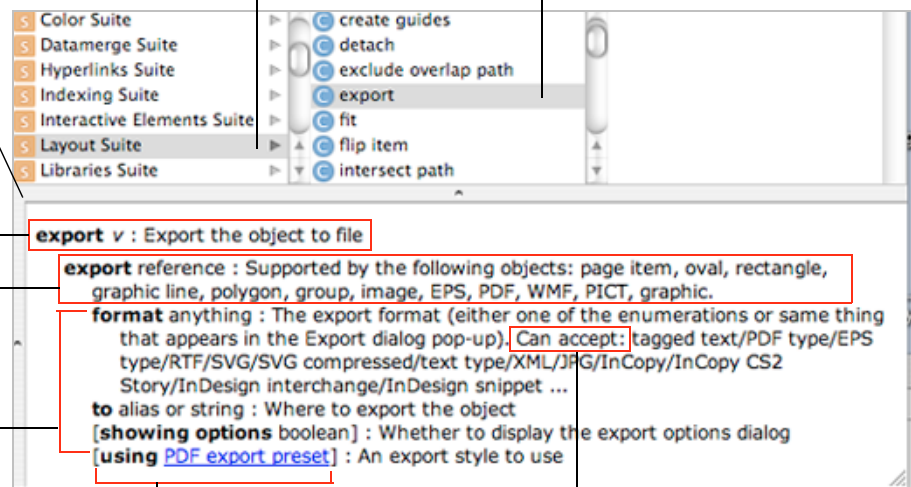 Color Suite
Datamerge Suite
Hyperlinks Suite
Indexing Suite
Interactive Elements Suite
Layout Suite
Libraries Suite
create guides
detach
exclude overlap path
export
fit
flip item
intersect path
export v : Export the object to file
export reference : Supported by the following objects: page item, oval, rectangle,
graphic line, polygon, group, image, EPS, PDF, WMF, PICT, graphic.
format anything : The export format (either one of the enumerations or same thing
that appears in the Export dialog pop-up). Can accept: tagged text/PDF type/EPS
type/RTF/SVG/SVG compressed/text type/XML/JPG/InCopy/InCopy CS2
Story/InDesign interchange/InDesign snippet ...
to alias or string : Where to export the object
[showing options boolean] : Whether to display the export options dialog
[using PDF export preset] : An export style to use